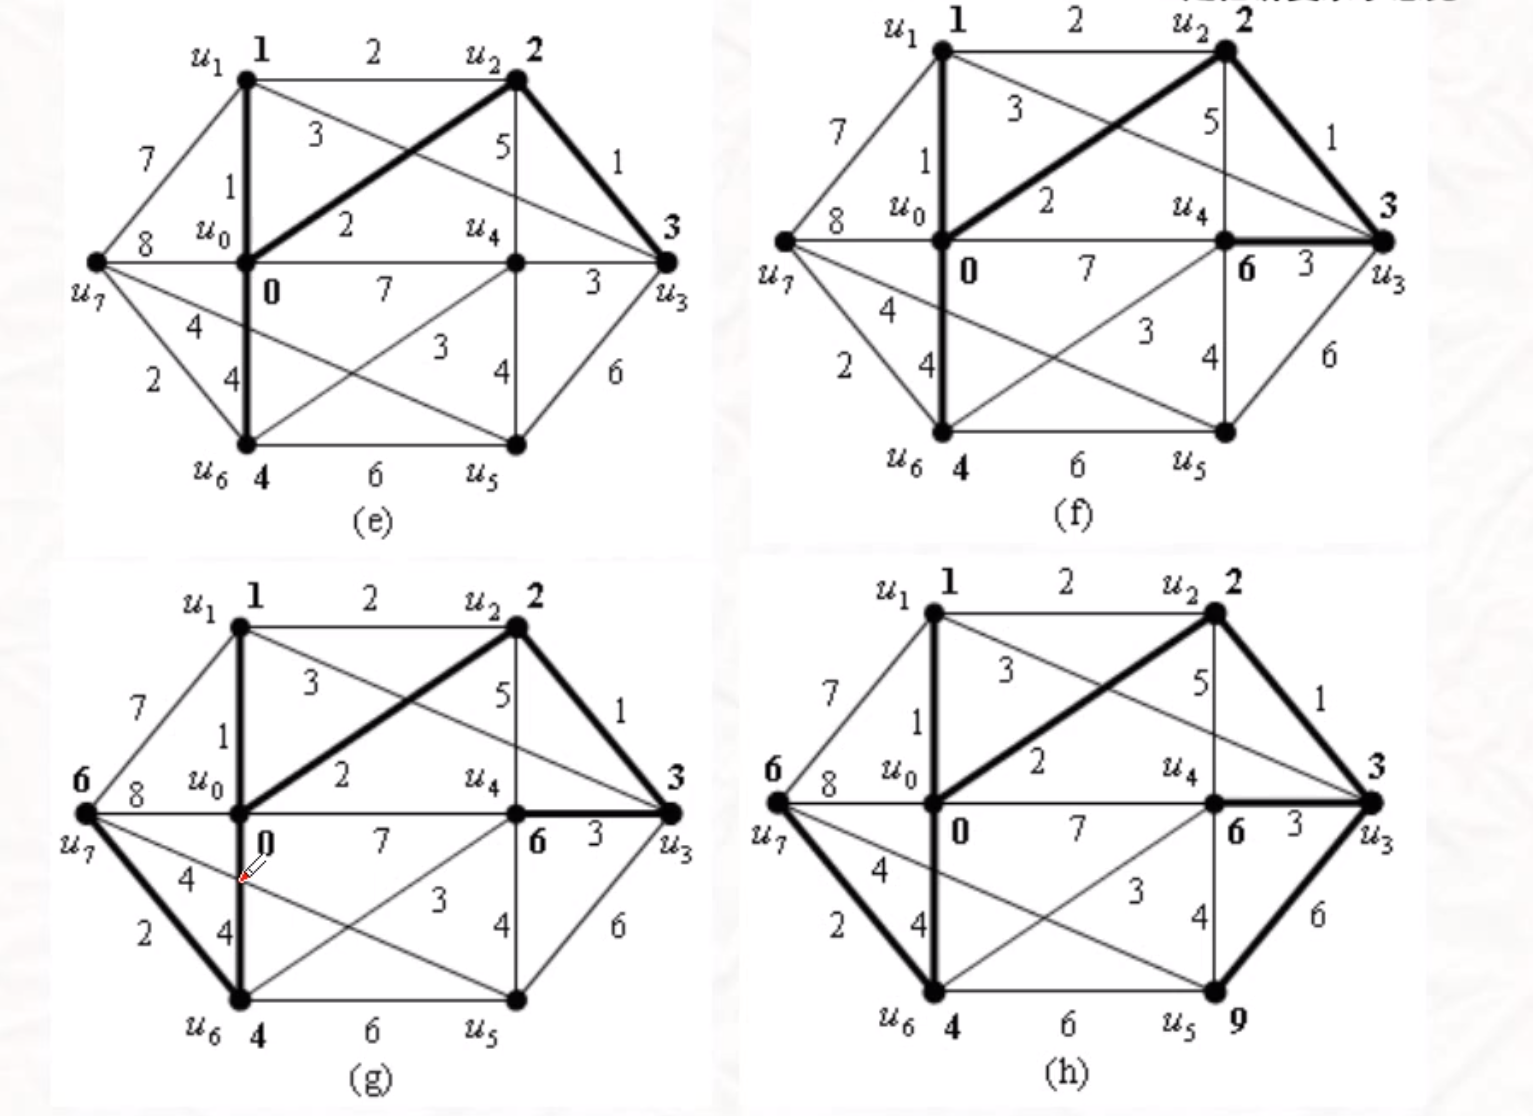 u1 1 2 u2 2
7 3 5 1
1
8 u0 2 u4 3
u7 0 7 3 u3
4 3
2 4 4 6
u6 4 6 u5
(e)
u1 1 2 u2 2
7 3 5 1
1
8 u0 2 u4 3
u7 0 7 6 3 u3
4 3
2 4 4 6
u6 4 6 u5
(f)
u1 1 2 u2 2
7 3 5 1
1
6 8 u0 2 u4 3
u7 0 7 6 3 u3
4 3
2 4 4 6
u6 4 6 u5
(g)
u1 1 2 u2 2
7 3 5 1
1
6 8 u0 2 u4 3
u7 0 7 6 3 u3
4 3
2 4 4 6
u6 4 6 u5 9
(h)